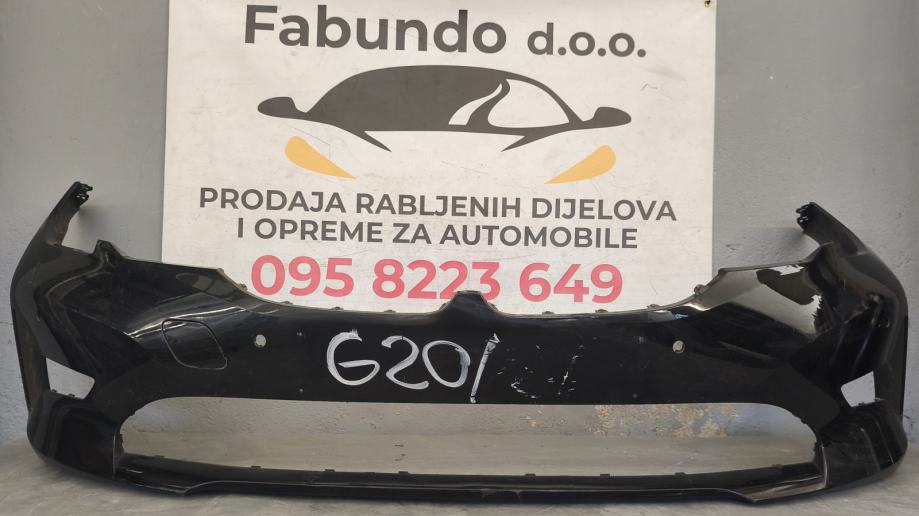 Fabundo d.o.o.
PRODAJA RABLJENIH DIJELOVA
I OPREME ZA AUTOMOBILE
095 8223 649
G20/